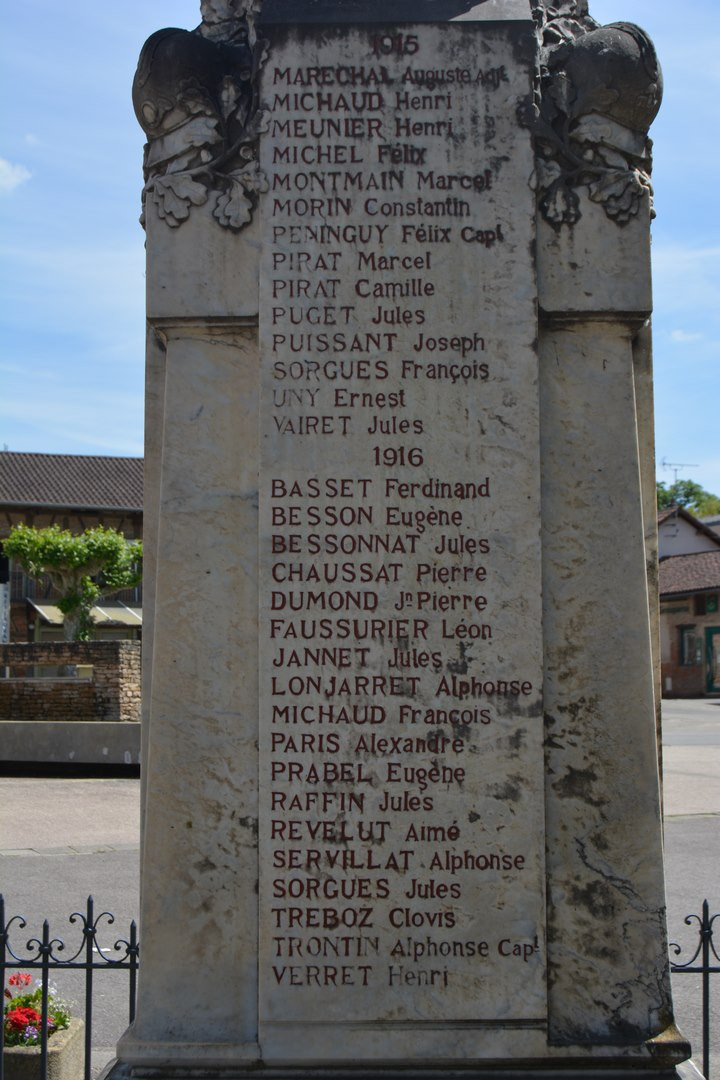 1915
MARECHAL Auguste Adjt
MICHAUD Henri
MEUNIER Henri
MICHEL Félix
MONTMAIN Marcel
MORIN Constantin
PENINGUY Félix Capt
PIRAT Marcel
PIRAT Camille
PUGET Jules
PUISSANT Joseph
SORGUES François
UNY Ernest
VAIRET Jules
1916
BASSET Ferdinand
BESSON Eugène
BESSONNAT Jules
CHAUSSAT Pierre
DUMOND Jn Pierre
FAUSSURIER Léon
JANNET Jules
LONJARRET Alphonse
MICHAUD François
PARIS Alexandre
PRABEL Eugène
RAFFIN Jules
REVELUT Aimé
SERVILLAT Alphonse
SORGUES Jules
TREBOZ Clovis
TRONTIN Alphonse Capt
VERRET Henri